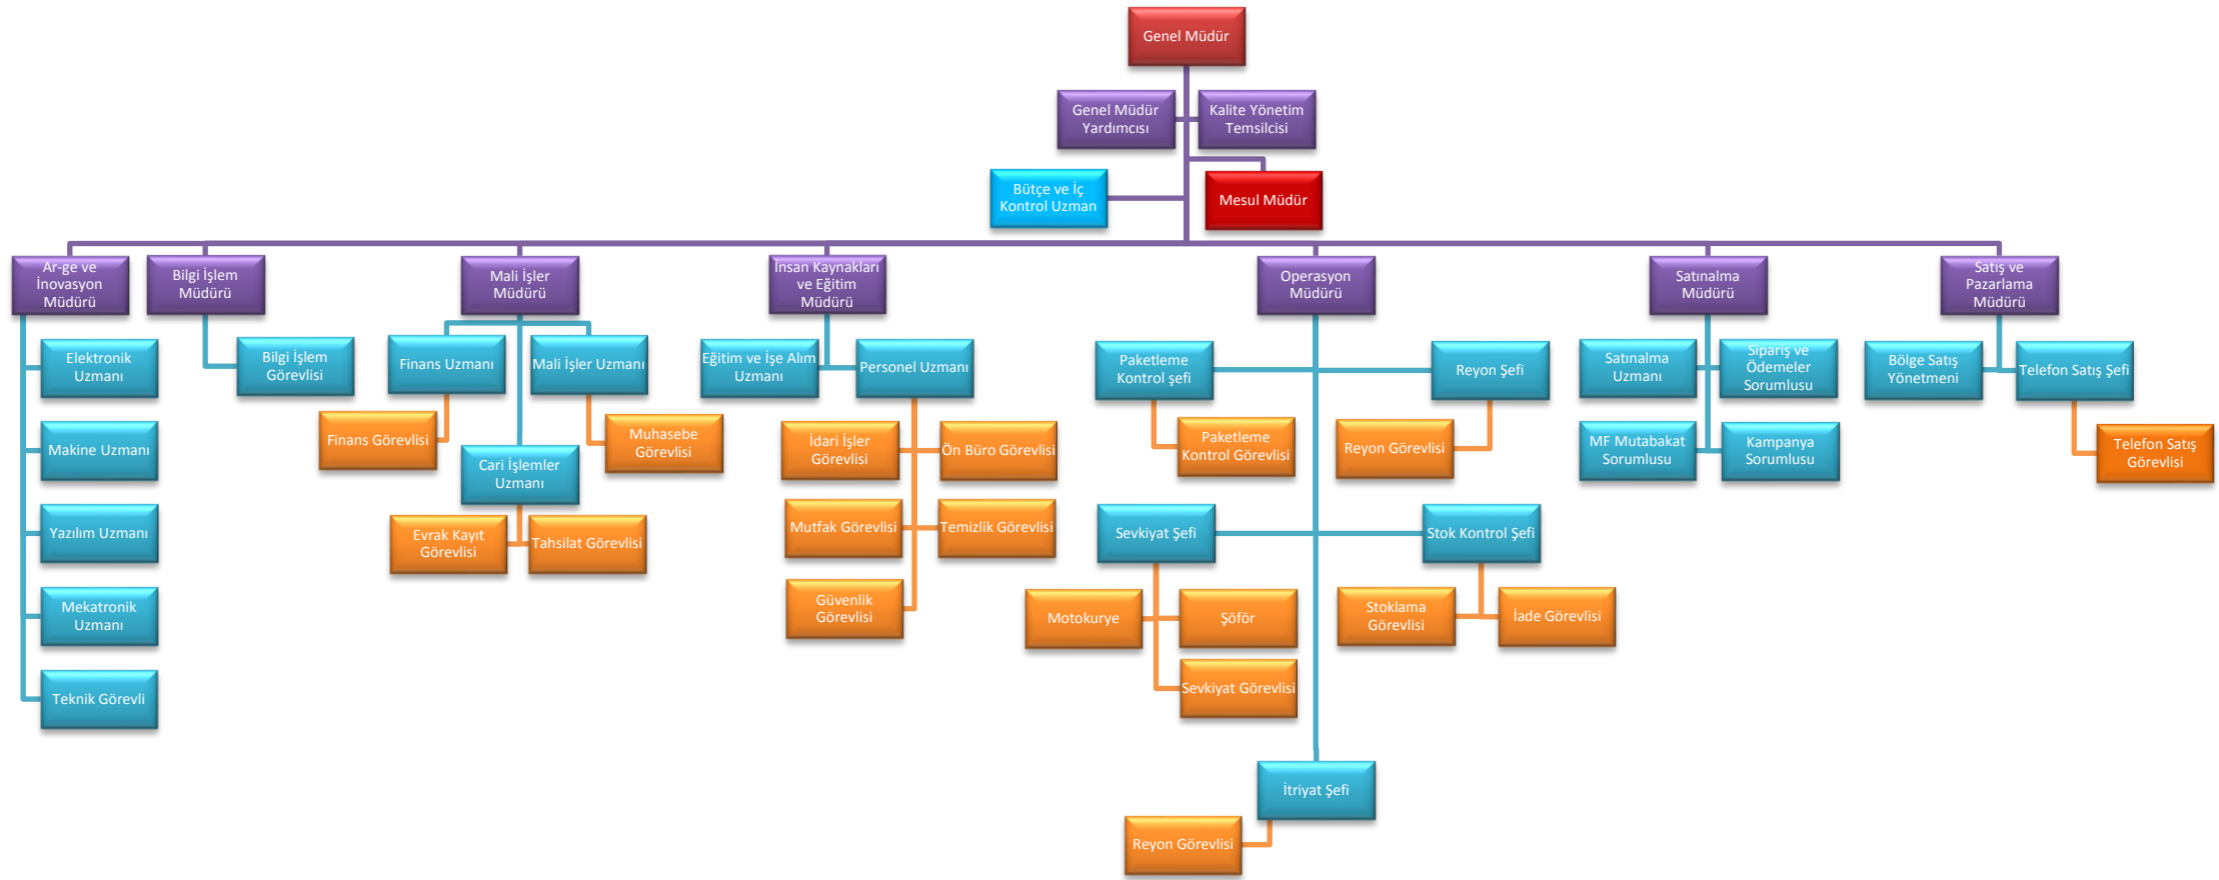 Genel Müdür
Genel Müdür
Yardımcısı
Kalite Yönetim
Temsilcisi
Bütçe ve İç
Kontrol Uzman
Mesul Müdür
Ar-ge ve
İnovasyon
Müdürü
Bilgi İşlem
Müdürü
Mali İşler
Müdürü
İnsan Kaynakları
ve Eğitim
Müdürü
Operasyon
Müdürü
Satınalma
Müdürü
Satış ve
Pazarlama
Müdürü
Elektronik
Uzmanı
Makine Uzmanı
Yazılım Uzmanı
Mekatronik
Uzmanı
Teknik Görevli
Bilgi İşlem
Görevlisi
Finans Uzmanı
Mali İşler Uzmanı
Finans Görevlisi
Muhasebe
Görevlisi
Cari İşlemler
Uzmanı
Evrak Kayıt
Görevlisi
Tahsilat Görevlisi
Eğitim ve İşe Alım
Uzmanı
Personel Uzmanı
İdari İşler
Görevlisi
Ön Büro Görevlisi
Mutfak Görevlisi
Temizlik Görevlisi
Güvenlik
Görevlisi
Paketleme
Kontrol şefi
Reyon Şefi
Paketleme
Kontrol Görevlisi
Reyon Görevlisi
Sevkiyat Şefi
Stok Kontrol Şefi
Motokurye
Şöför
Sevkiyat Görevlisi
Stoklama
Görevlisi
İade Görevlisi
İtriyat Şefi
Reyon Görevlisi
Satınalma
Uzmanı
Sipariş ve
Ödemeler
Sorumlusu
MF Mutabakat
Sorumlusu
Kampanya
Sorumlusu
Bölge Satış
Yönetmeni
Telefon Satış Şefi
Telefon Satış
Görevlisi